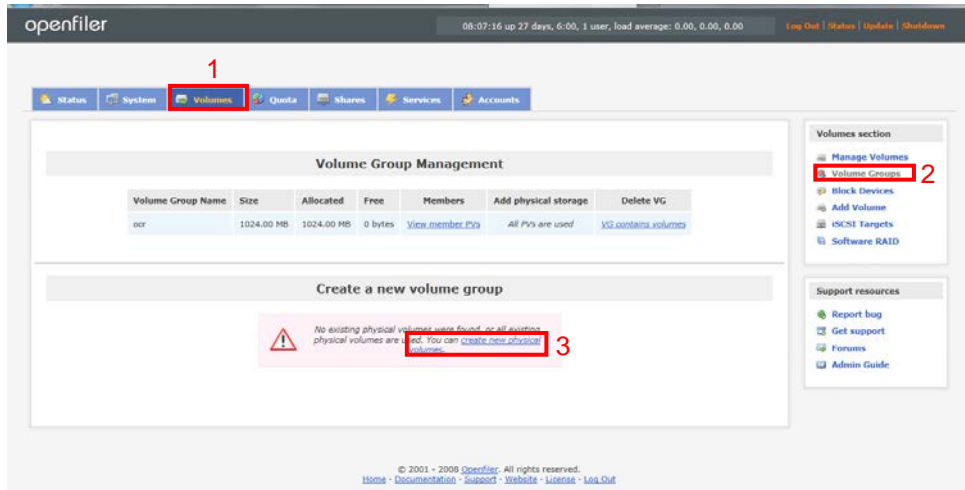 openfiler
08:07:16 up 27 days, 6:00, 1 user, load average: 0.00, 0.00, 0.00
Log Out | Status | Update | Shutdown
1
Status System Volumes Quota Shares Services Accounts
Volume Group Management
Volume Group Name Size Allocated Free Members Add physical storage Delete VG
ocr 1024.00 MB 1024.00 MB 0 bytes View member PVs All PVs are used VG contains volumes
Create a new volume group
No existing physical volumes were found, or all existing
physical volumes are used. You can create new physical
volumes.
3
Volumes section
Manage Volumes
Volume Groups
2
Block Devices
Add Volume
iSCSI Targets
Software RAID
Support resources
Report bug
Get support
Forums
Admin Guide
© 2001 - 2008 Openfiler. All rights reserved.
Home - Documentation - Support - Website - License - Log Out